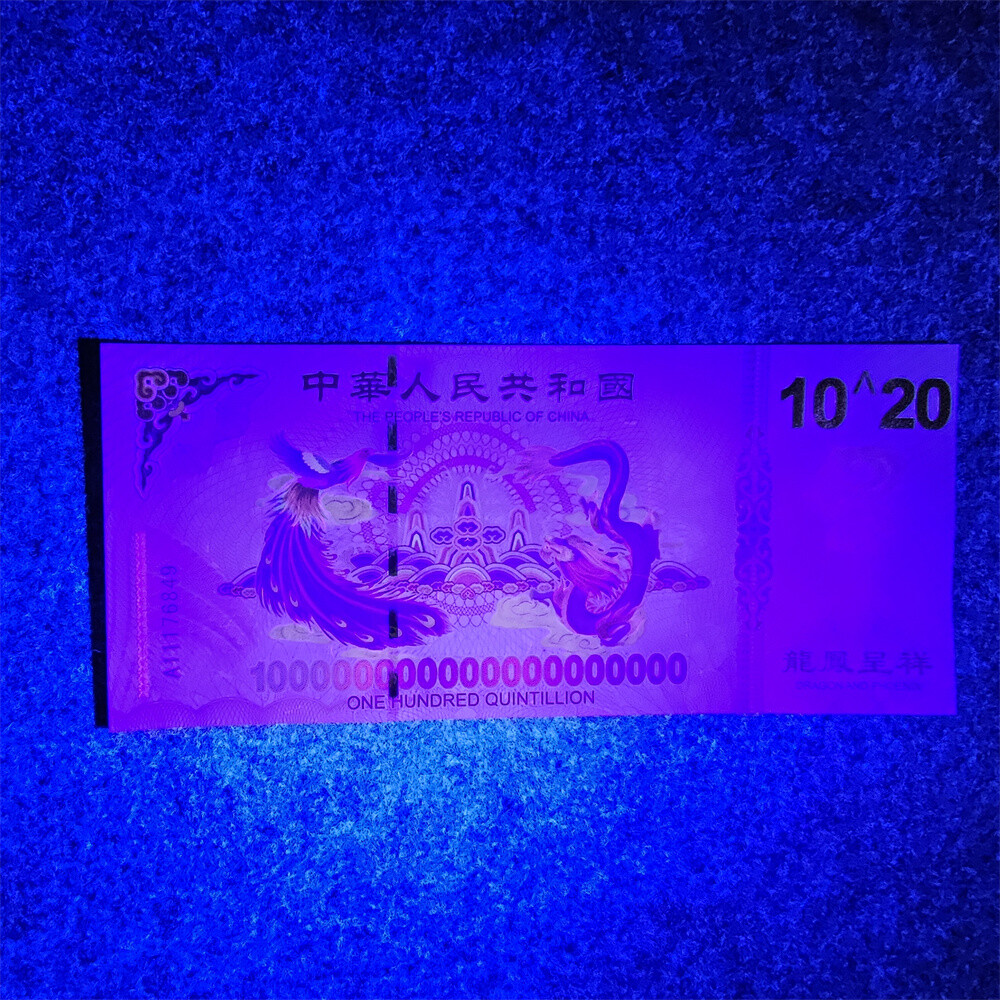 中華人民共和國
THE PEOPLE'S REPUBLIC OF CHINA
10^20
A11176849
100000000000000000000
ONE HUNDRED QUINTILLION
龍鳳呈祥